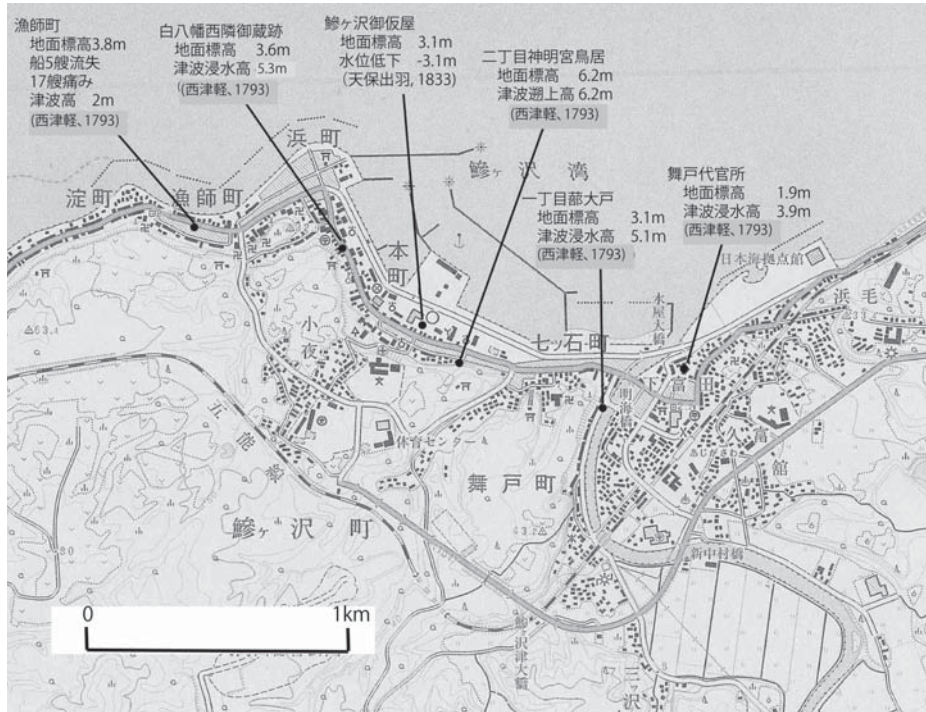 漁師町
地面標高3.8m
船5艘流失
17艘痛み
津波高 2m
(西津軽、1793)
白八幡西隣御蔵跡
地面標高 3.6m
津波浸水高 5.3m
(西津軽、1793)
鰺ヶ沢御仮屋
地面標高 3.1m
水位低下 -3.1m
(天保出羽, 1833)
二丁目神明宮鳥居
地面標高 6.2m
津波遡上高 6.2m
(西津軽、1793)
一丁目蔀大戸
地面標高 3.1m
津波浸水高 5.1m
(西津軽、1793)
舞戸代官所
地面標高 1.9m
津波浸水高 3.9m
(西津軽、1793)
浜町
鰺ヶ沢湾
淀町
漁師町
本町
日本海拠点館
浜毛
小夜
七ッ石町
下富田
明海橋
五能線
体育センター
舞戸町
あじがさわ
鰺ヶ沢町
新中村橋
0 1km